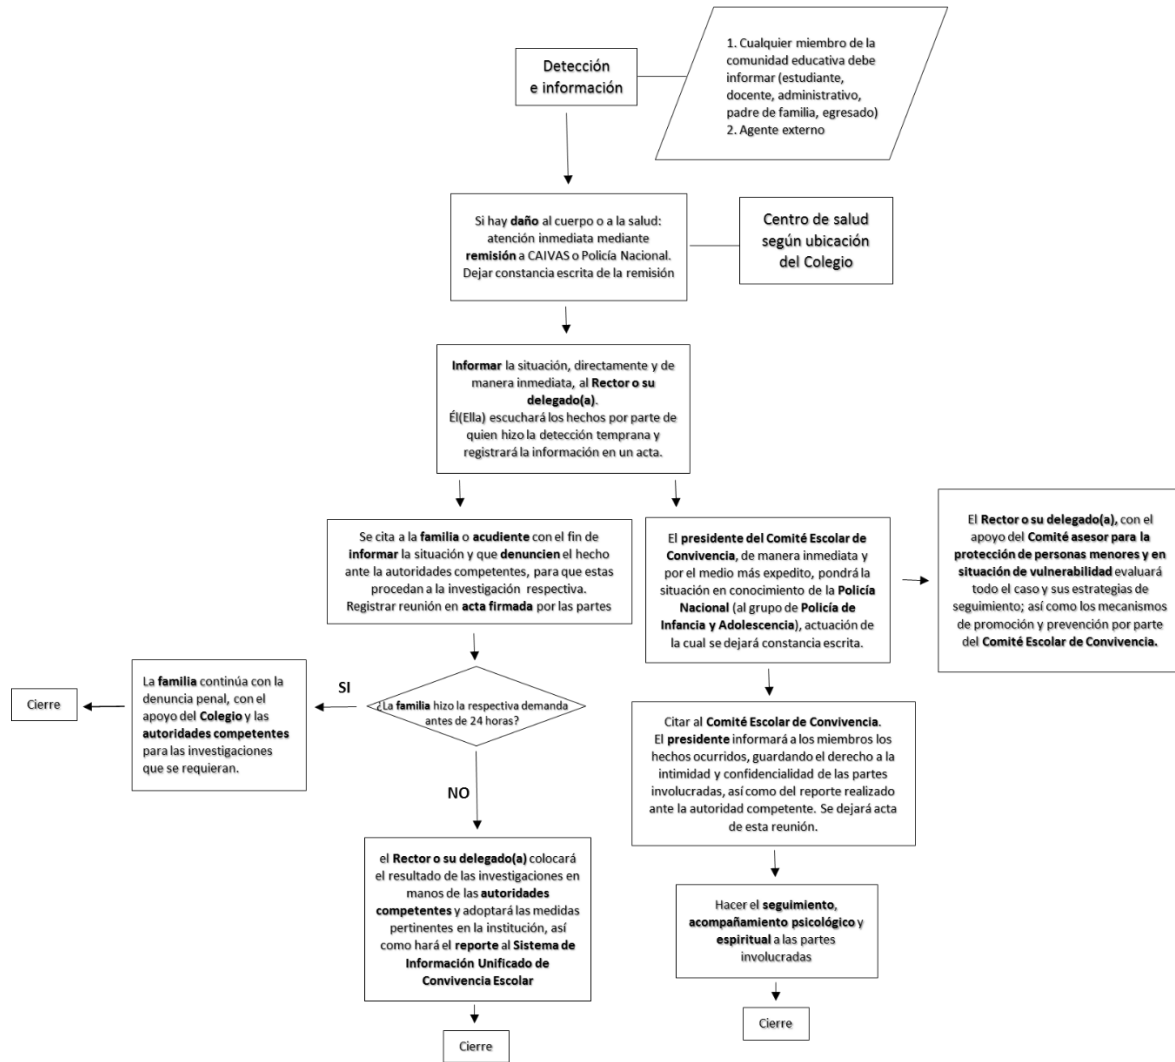 Detección
e información
1. Cualquier miembro de la
comunidad educativa debe
informar (estudiante,
docente, administrativo,
padre de familia, egresado)
2. Agente externo
Si hay daño al cuerpo o a la salud:
atención inmediata mediante
remisión a CAIVAS o Policía Nacional.
Dejar constancia escrita de la remisión
Centro de salud
según ubicación
del Colegio
Informar la situación, directamente y de
manera inmediata, al Rector o su
delegado(a).
Él(Ella) escuchará los hechos por parte de
quien hizo la detección temprana y
registrará la información en un acta.
Se cita a la familia o acudiente con el fin de
informar la situación y que denuncien el hecho
ante la autoridades competentes, para que estas
procedan a la investigación respectiva.
Registrar reunión en acta firmada por las partes
El presidente del Comité Escolar de
Convivencia, de manera inmediata y
por el medio más expedito, pondrá la
situación en conocimiento de la Policía
Nacional (al grupo de Policía de
Infancia y Adolescencia), actuación de
la cual se dejará constancia escrita.
El Rector o su delegado(a), con el
apoyo del Comité asesor para la
protección de personas menores y en
situación de vulnerabilidad evaluará
todo el caso y sus estrategias de
seguimiento; así como los mecanismos
de promoción y prevención por parte
del Comité Escolar de Convivencia.
Cierre
La familia continúa con la
denuncia penal, con el
apoyo del Colegio y las
autoridades competentes
para las investigaciones
que se requieran.
SI
¿La familia hizo la respectiva demanda
antes de 24 horas?
NO
Citar al Comité Escolar de Convivencia.
El presidente informará a los miembros los
hechos ocurridos, guardando el derecho a la
intimidad y confidencialidad de las partes
involucradas, así como del reporte realizado
ante la autoridad competente. Se dejará acta
de esta reunión.
el Rector o su delegado(a) colocará
el resultado de las investigaciones en
manos de las autoridades
competentes y adoptará las medidas
pertinentes en la institución, así
como hará el reporte al Sistema de
Información Unificado de
Convivencia Escolar
Hacer el seguimiento,
acompañamiento psicológico y
espiritual a las partes
involucradas
Cierre
Cierre